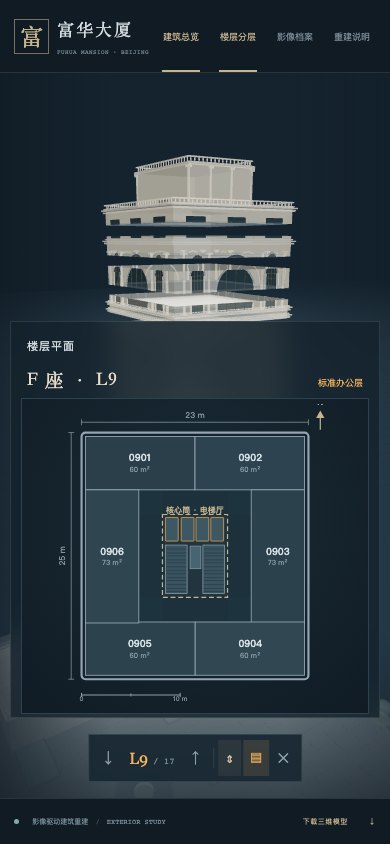 富
富华大厦
FUHUA MANSION · BEIJING
建筑总览
楼层分层
影像档案
重建说明
楼层平面
F 座 · L9
标准办公层
23 m
25 m
0901
60 m²
0902
60 m²
核心筒 · 电梯厅
0906
73 m²
0903
73 m²
0905
60 m²
0904
60 m²
0
10 m
↓ L9 / 17 ↑
影像驱动建筑重建 / EXTERIOR STUDY
下载三维模型 ↓